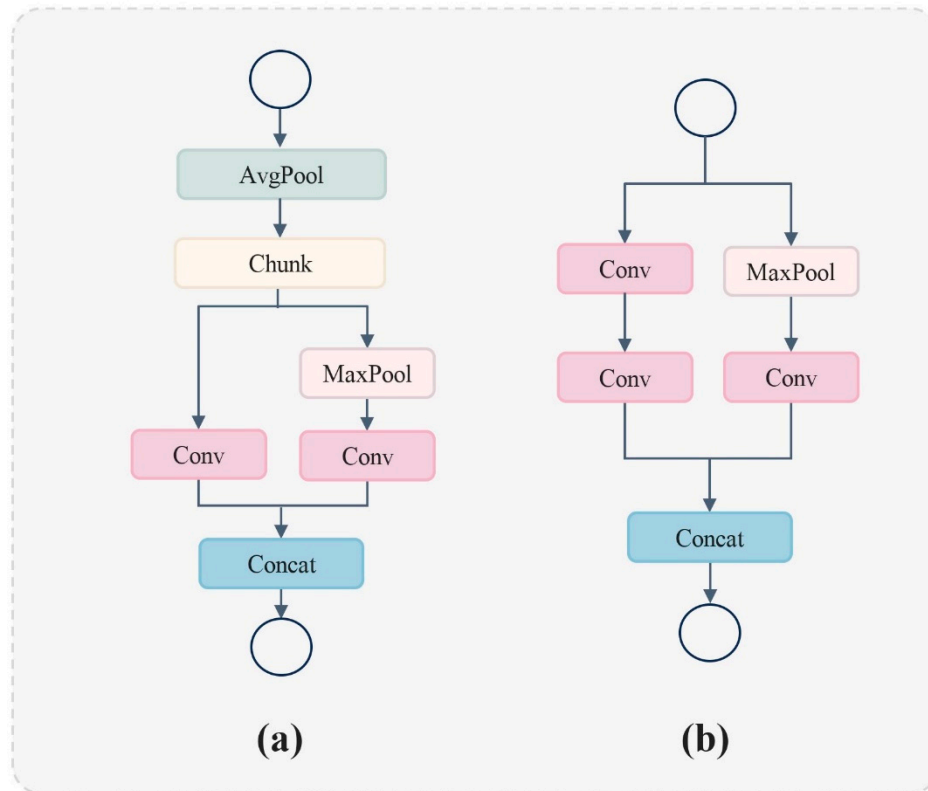 AvgPool
Chunk
MaxPool
Conv
Conv
Concat
(a)
Conv
MaxPool
Conv
Conv
Concat
(b)